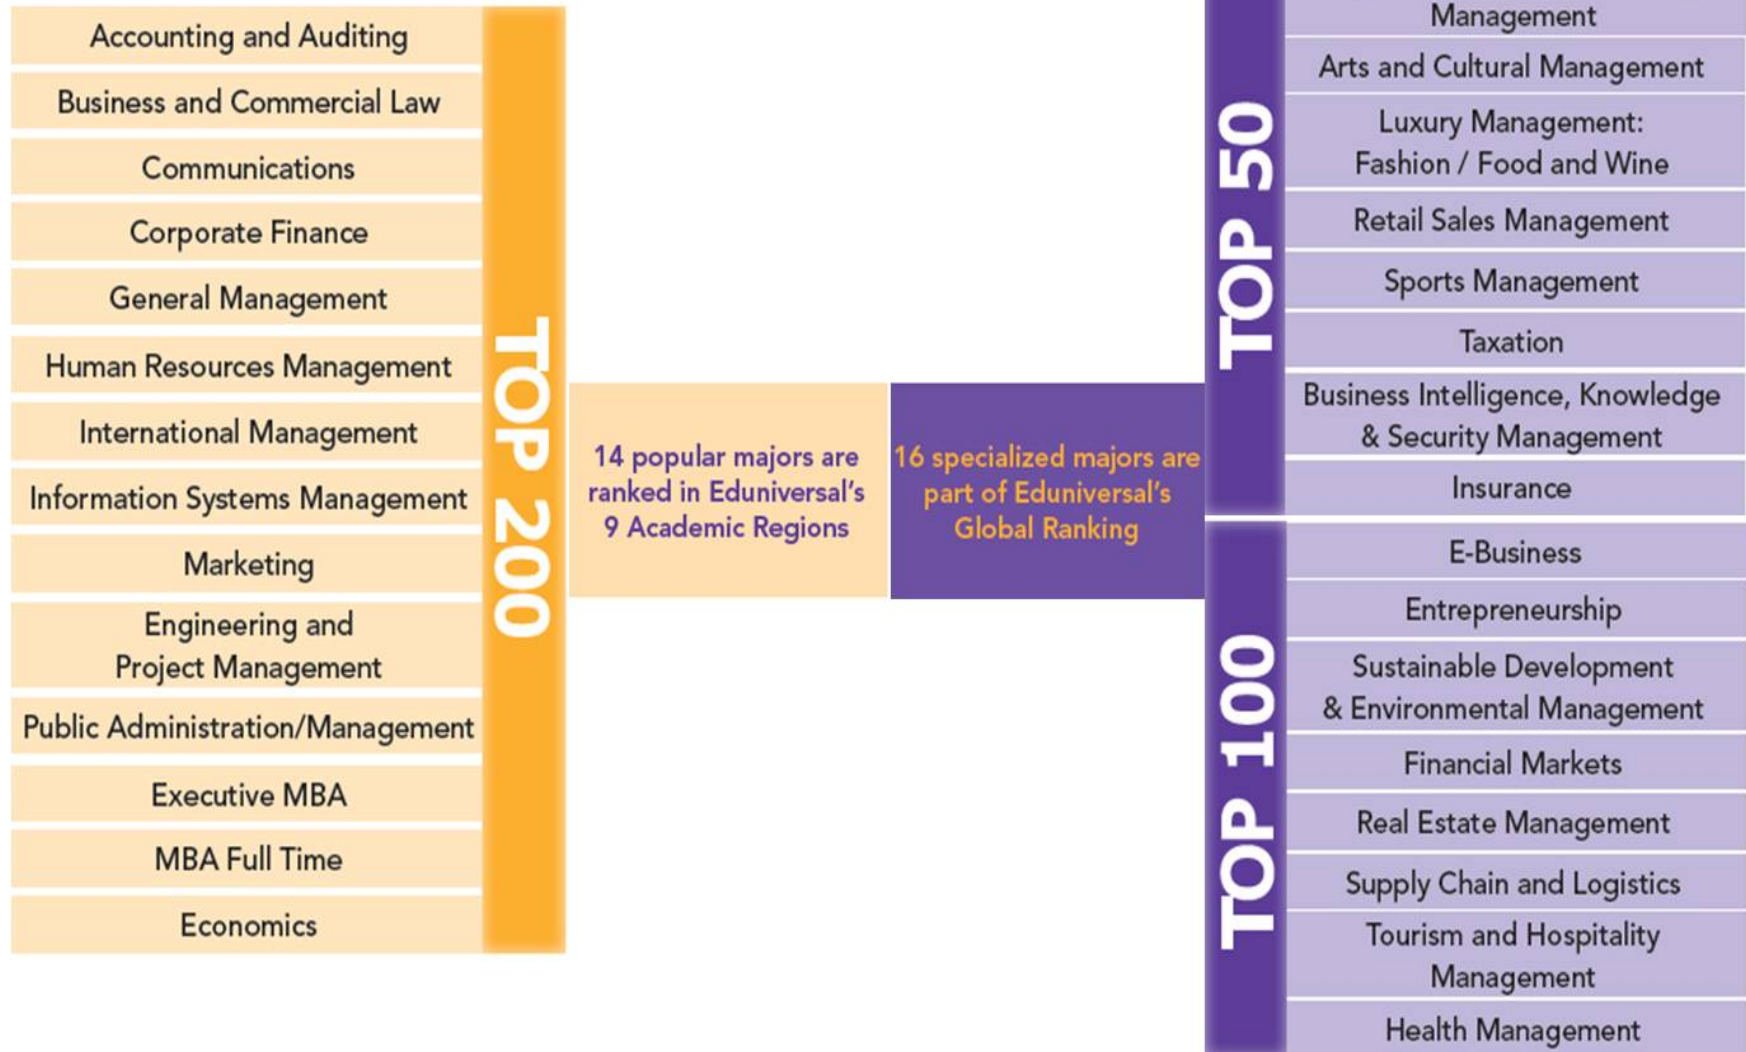 Accounting and Auditing
Business and Commercial Law
Communications
Corporate Finance
General Management
Human Resources Management
International Management
Information Systems Management
Marketing
Engineering and
Project Management
Public Administration/Management
Executive MBA
MBA Full Time
Economics
TOP 200
14 popular majors are
ranked in Eduniversal's
9 Academic Regions
16 specialized majors are
part of Eduniversal's
Global Ranking
TOP 50
Management
Arts and Cultural Management
Luxury Management:
Fashion / Food and Wine
Retail Sales Management
Sports Management
Taxation
Business Intelligence, Knowledge
& Security Management
Insurance
TOP 100
E-Business
Entrepreneurship
Sustainable Development
& Environmental Management
Financial Markets
Real Estate Management
Supply Chain and Logistics
Tourism and Hospitality
Management
Health Management